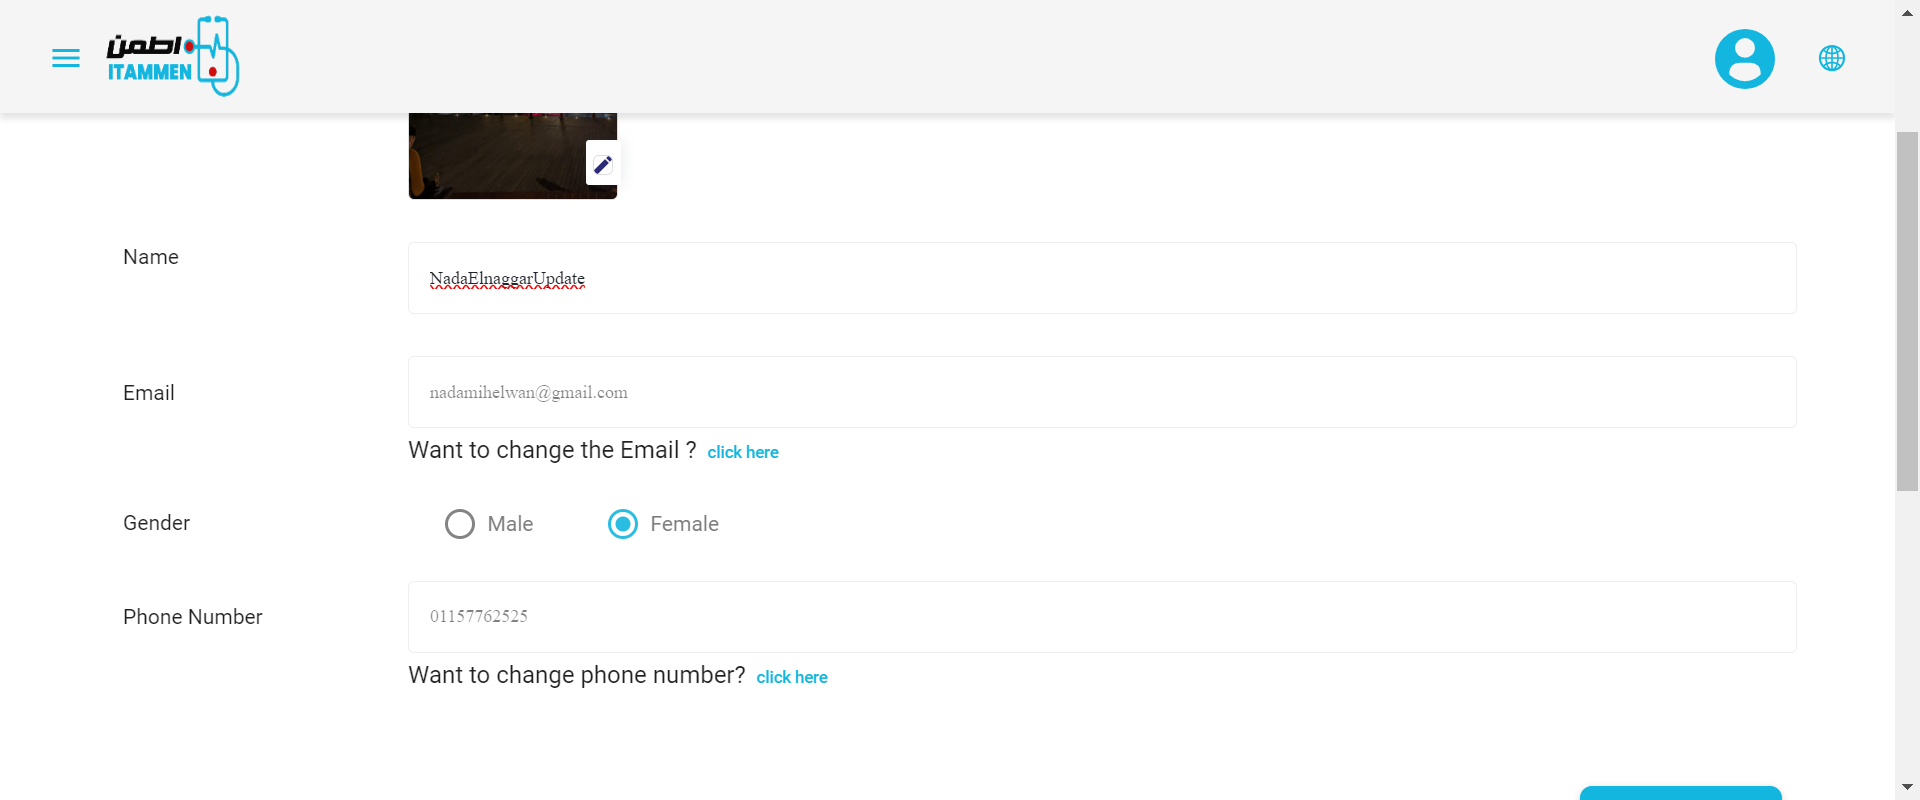 اطمن
ITAMMEN
Name
NadaElnaggarUpdate
Email
nadamihelwan@gmail.com
Want to change the Email ? click here
Gender
Male
Female
Phone Number
01157762525
Want to change phone number? click here